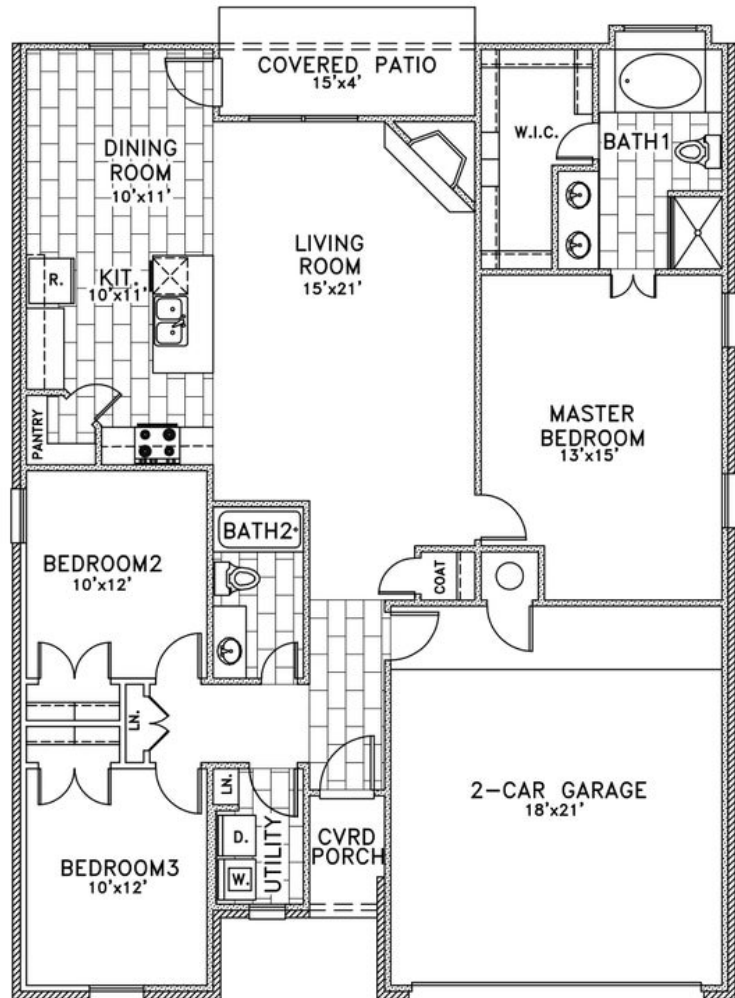 COVERED PATIO
15'x4'
DINING
ROOM
10'x11'
W.I.C.
BATH1
LIVING
ROOM
15'x21'
R.
KIT.
10'x11'
PANTRY
MASTER
BEDROOM
13'x15'
BATH2
BEDROOM2
10'x12'
COAT
LN.
LN.
2-CAR GARAGE
18'x21'
D.
W.
UTILITY
CVRD
PORCH
BEDROOM3
10'x12'